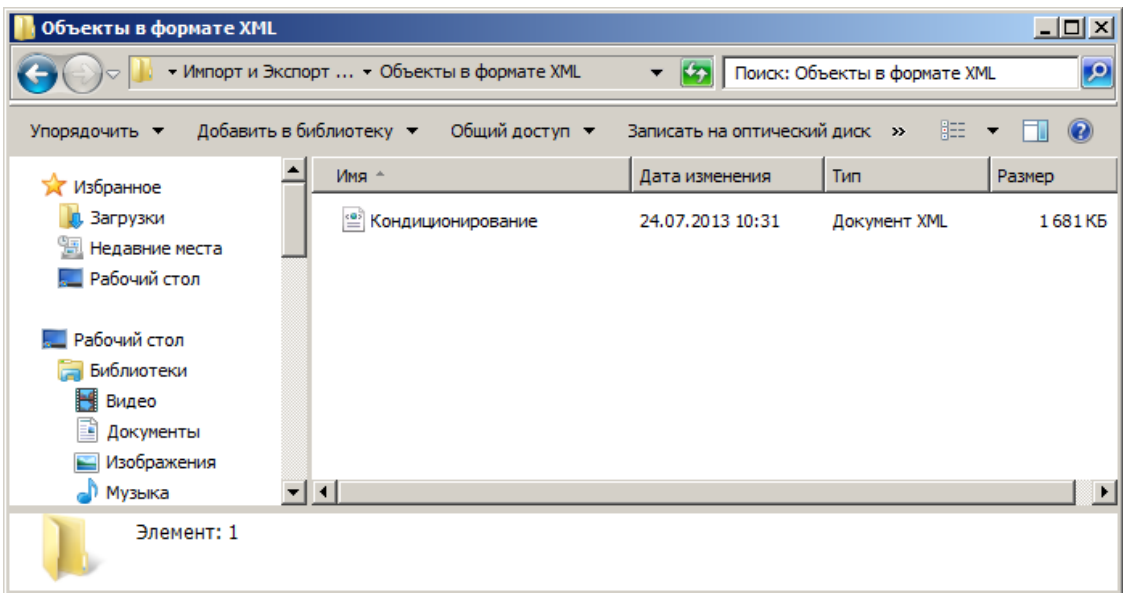 Объекты в формате XML
Импорт и Экспорт ... Объекты в формате XML Поиск: Объекты в формате XML
Упорядочить Добавить в библиотеку Общий доступ Записать на оптический диск »
Имя Дата изменения Тип Размер
Избранное
Загрузки
Недавние места
Рабочий стол
Рабочий стол
Библиотеки
Видео
Документы
Изображения
Музыка
Кондиционирование 24.07.2013 10:31 Документ XML 1 681 КБ
Элемент: 1